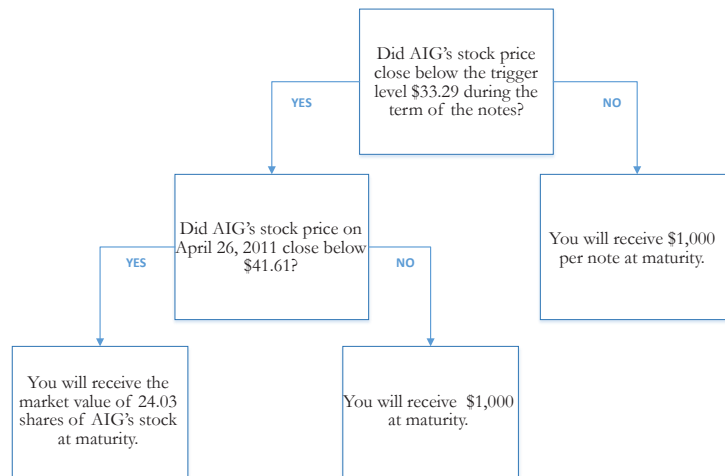 Did AIG's stock price
close below the trigger
level $33.29 during the
term of the notes?
YES
NO
Did AIG's stock price on
April 26, 2011 close below
$41.61?
You will receive $1,000
per note at maturity.
YES
NO
You will receive the
market value of 24.03
shares of AIG's stock
at maturity.
You will receive $1,000
at maturity.